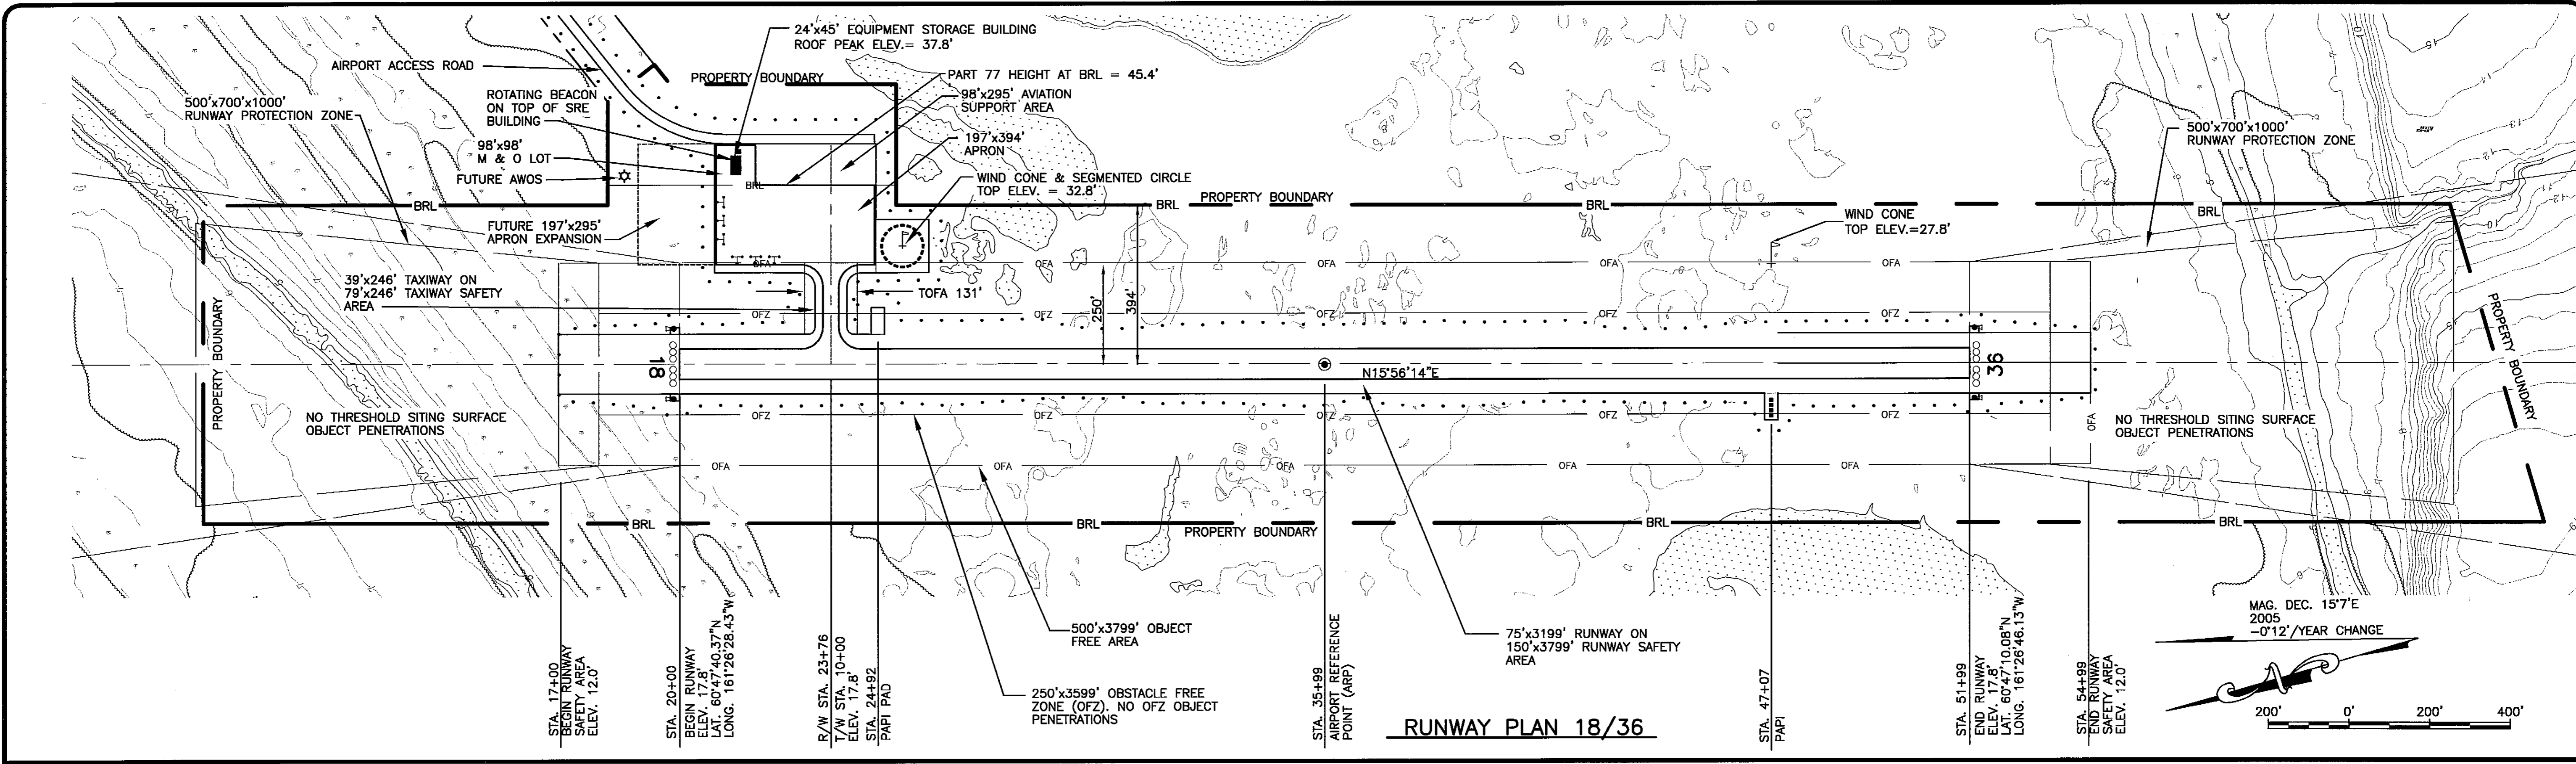 24'x45' EQUIPMENT STORAGE BUILDING
ROOF PEAK ELEV.= 37.8'
AIRPORT ACCESS ROAD
PROPERTY BOUNDARY
PART 77 HEIGHT AT BRL = 45.4'
500'x700'x1000'
RUNWAY PROTECTION ZONE
ROTATING BEACON
ON TOP OF SRE
BUILDING
98'x295' AVIATION
SUPPORT AREA
98'x98'
M & O LOT
197'x394'
APRON
FUTURE AWOS
WIND CONE & SEGMENTED CIRCLE
TOP ELEV. = 32.8'
500'x700'x1000'
RUNWAY PROTECTION ZONE
BRL
BRL
BRL
PROPERTY BOUNDARY
BRL
BRL
FUTURE 197'x295'
APRON EXPANSION
WIND CONE
TOP ELEV.=27.8'
OFA
OFA
OFA
OFA
OFA
39'x246' TAXIWAY ON
79'x246' TAXIWAY SAFETY
AREA
TOFA 131'
250'
394'
OFZ
OFZ
OFZ
OFZ
OFZ
PROPERTY BOUNDARY
PROPERTY BOUNDARY
18
36
N15°56'14"E
NO THRESHOLD SITING SURFACE
OBJECT PENETRATIONS
OFZ
OFZ
OFZ
OFZ
OFZ
OFA
NO THRESHOLD SITING SURFACE
OBJECT PENETRATIONS
OFA
OFA
OFA
OFA
OFA
BRL
BRL
PROPERTY BOUNDARY
BRL
BRL
500'x3799' OBJECT
FREE AREA
250'x3599' OBSTACLE FREE
ZONE (OFZ). NO OFZ OBJECT
PENETRATIONS
75'x3199' RUNWAY ON
150'x3799' RUNWAY SAFETY
AREA
STA. 17+00
BEGIN RUNWAY
SAFETY AREA
ELEV. 12.0'
STA. 20+00
BEGIN RUNWAY
ELEV. 17.8'
LAT. 60°47'40.37"N
LONG. 161°26'28.43"W
R/W STA. 23+76
T/W STA. 10+00
ELEV. 17.8'
STA. 24+92
PAPI PAD
STA. 35+99
AIRPORT REFERENCE
POINT (ARP)
RUNWAY PLAN 18/36
STA. 47+07
PAPI
STA. 51+99
END RUNWAY
ELEV. 17.8'
LAT. 60°47'10.08"N
LONG. 161°26'46.13"W
STA. 54+99
END RUNWAY
SAFETY AREA
ELEV. 12.0'
MAG. DEC. 15°7'E
2005
-0°12'/YEAR CHANGE
N
200' 0' 200' 400'